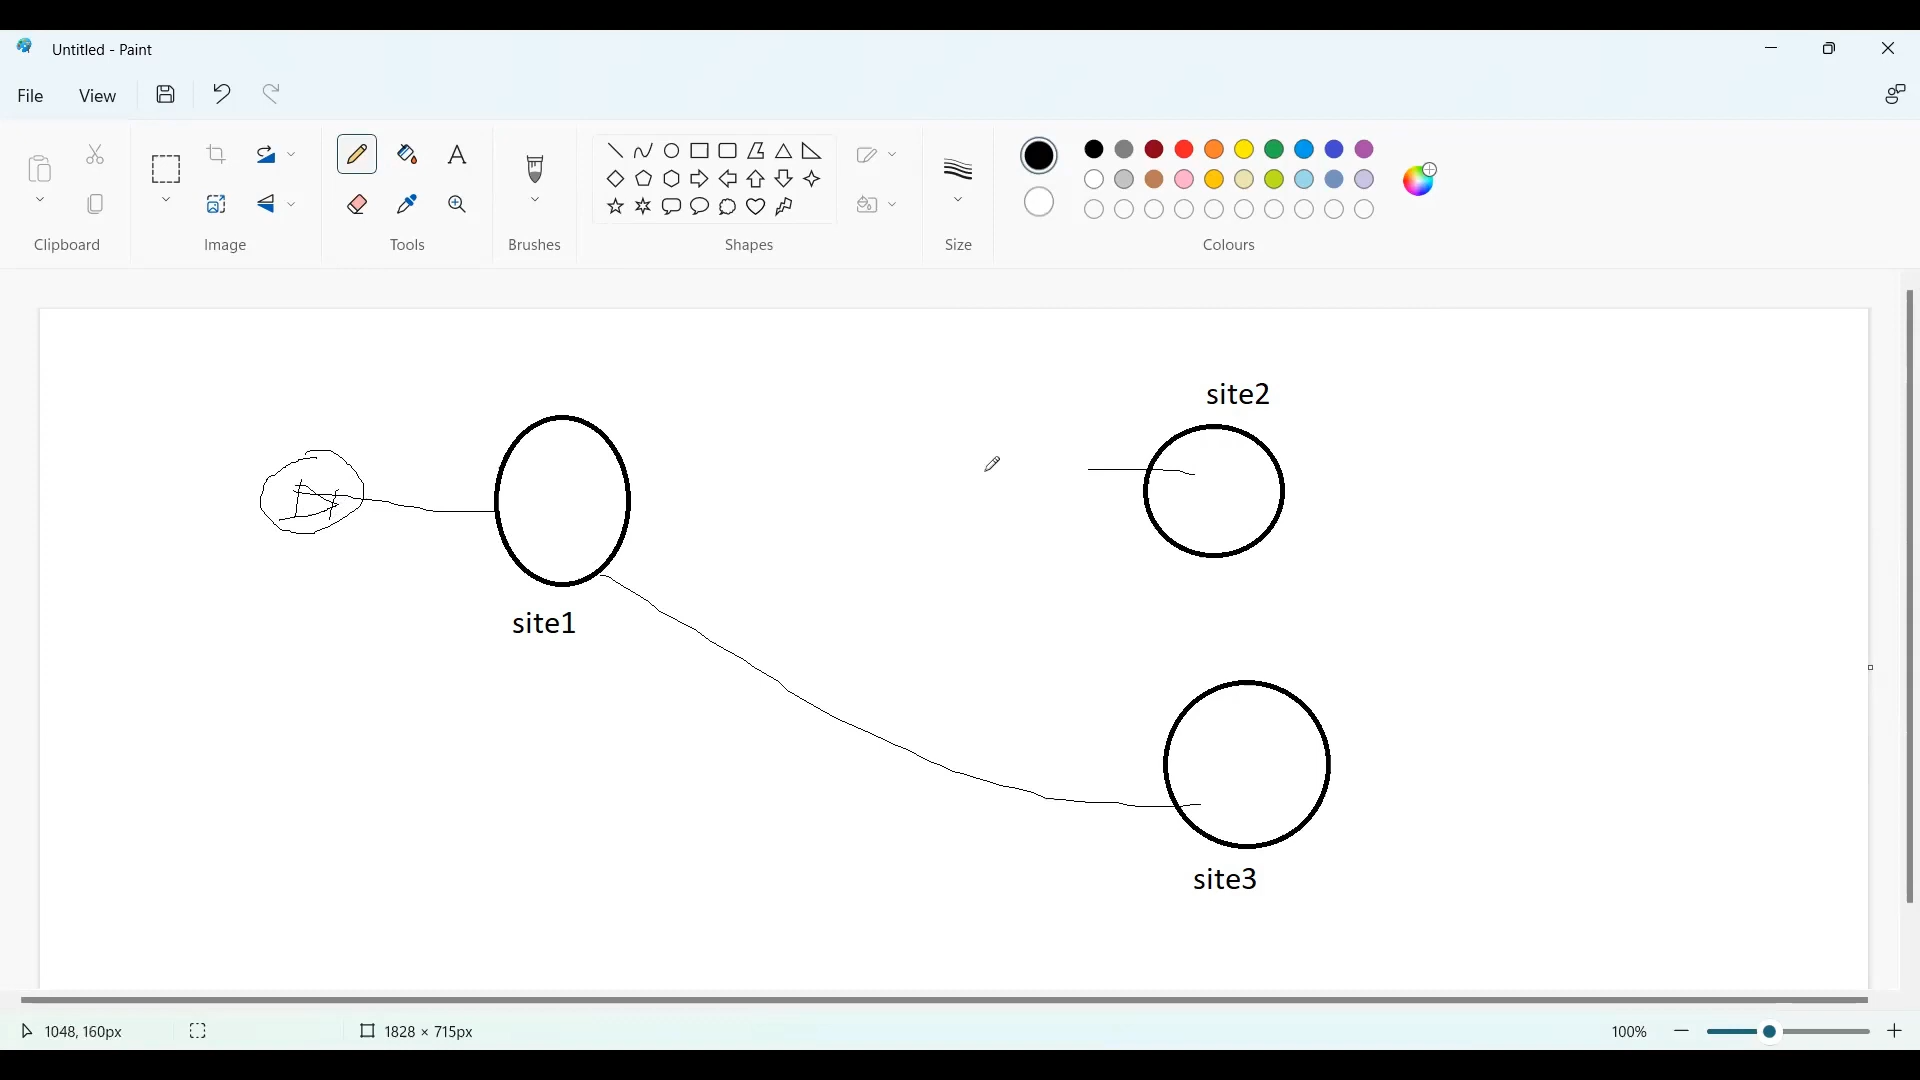 Untitled - Paint
File View
Clipboard Image Tools Brushes Shapes Size Colours
site2
site1
site3
1048, 160px 1828 × 715px 100%